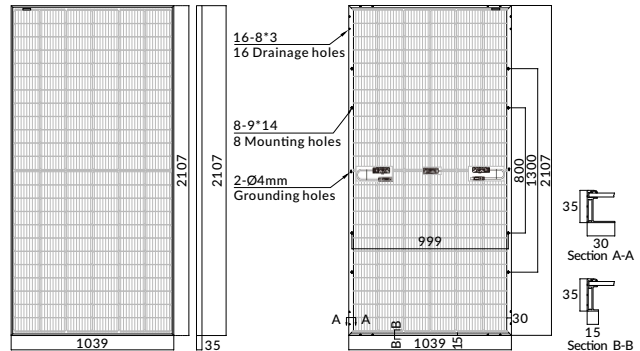 2107
1039
2107
35
16-8*3
16 Drainage holes
8-9*14
8 Mounting holes
2-Ø4mm
Grounding holes
800
1300
2107
999
A A
B B
1039
15
30
35
30
Section A-A
35
15
Section B-B